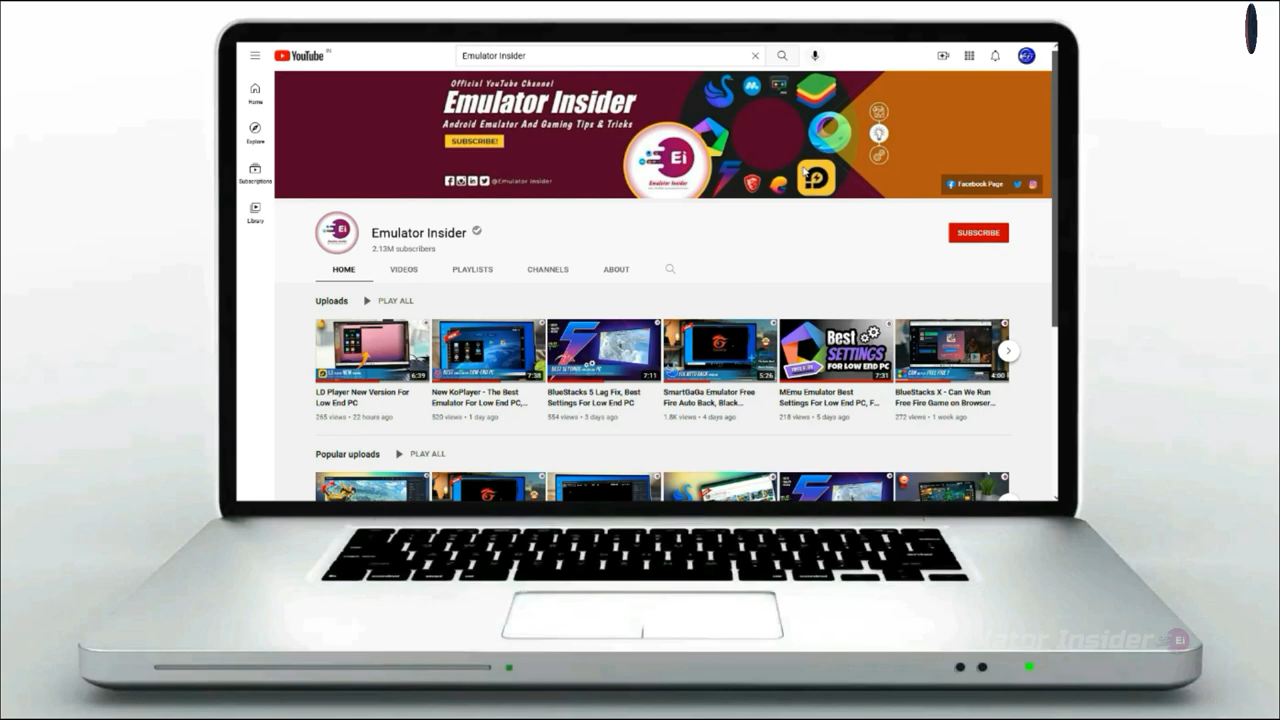 YouTube IN
Emulator Insider
Home
Explore
Subscriptions
Library
Official YouTube Channel
Emulator Insider
Android Emulator And Gaming Tips & Tricks
SUBSCRIBE!
@Emulator Insider
Ei
Emulator Insider
Facebook Page
Ei
Emulator Insider
2.13M subscribers
SUBSCRIBE
HOME VIDEOS PLAYLISTS CHANNELS ABOUT
Uploads PLAY ALL
6:39
7:38
7:11
5:26
Best
SETTINGS
FOR LOW END PC
7:31
4:00
LD Player New Version For
Low End PC
265 views • 22 hours ago
New KoPlayer - The Best
Emulator For Low End PC,...
520 views • 1 day ago
BlueStacks 5 Lag Fix, Best
Settings For Low End PC
554 views • 3 days ago
SmartGaGa Emulator Free
Fire Auto Back, Black...
1.8K views • 4 days ago
MEmu Emulator Best
Settings For Low End PC, F...
218 views • 5 days ago
BlueStacks X - Can We Run
Free Fire Game on Browser...
272 views • 1 week ago
Popular uploads PLAY ALL
lator Insider
Ei